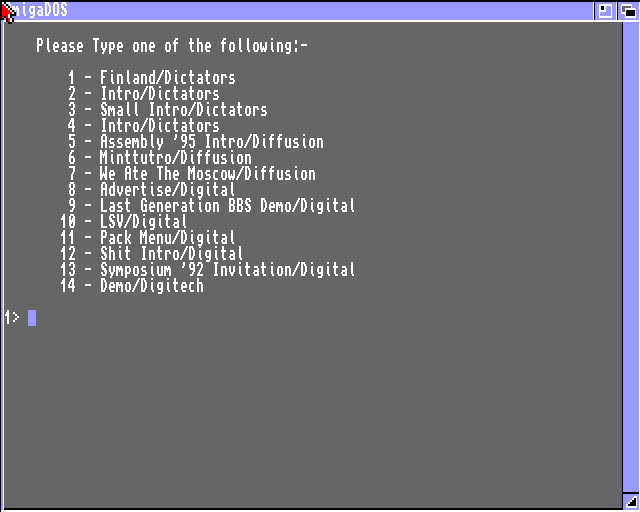 AmigaDOS
Please Type one of the following:-
1 - Finland/Dictators
2 - Intro/Dictators
3 - Small Intro/Dictators
4 - Intro/Dictators
5 - Assembly '95 Intro/Diffusion
6 - Minttutro/Diffusion
7 - We Ate The Moscow/Diffusion
8 - Advertise/Digital
9 - Last Generation BBS Demo/Digital
10 - LSV/Digital
11 - Pack Menu/Digital
12 - Shit Intro/Digital
13 - Symposium '92 Invitation/Digital
14 - Demo/Digitech
1>